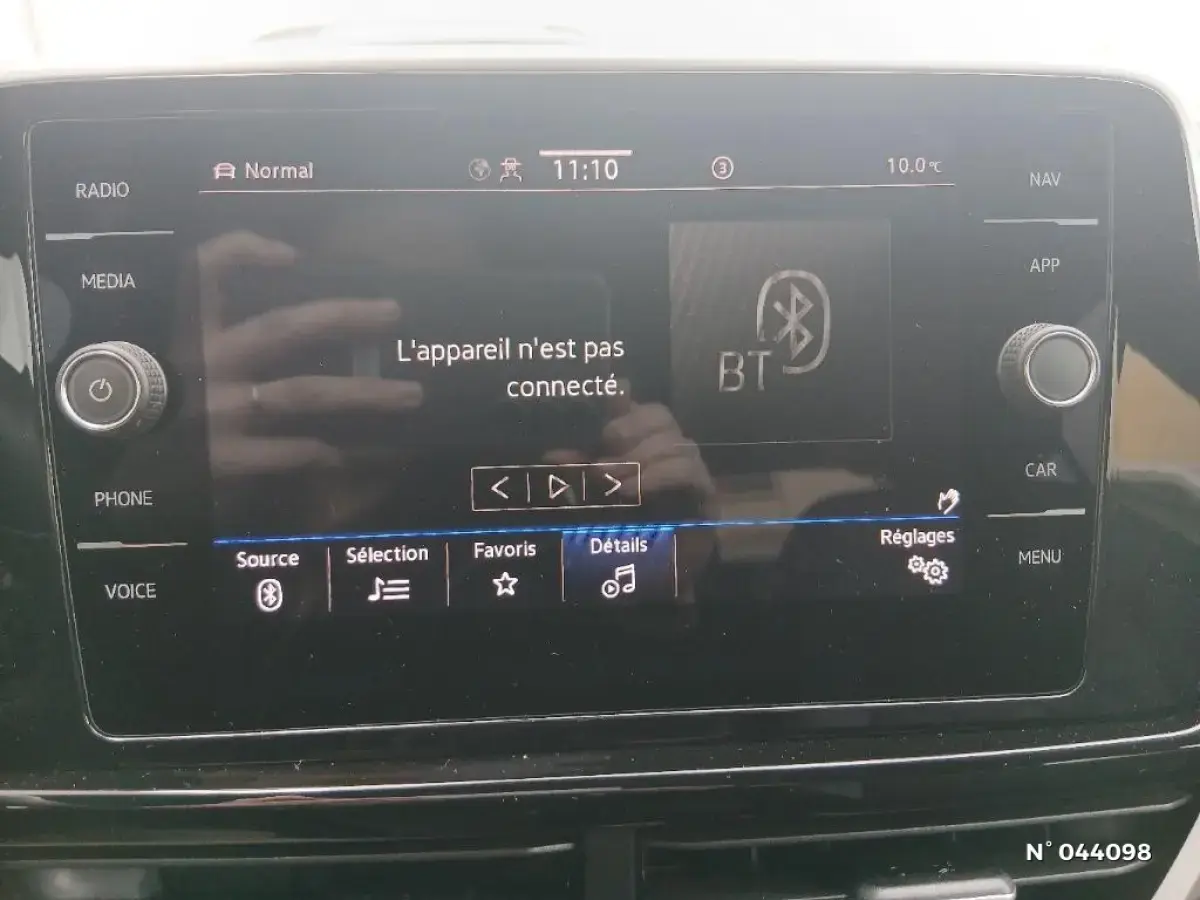 Normal
11:10
3
10.0°C
RADIO
MEDIA
PHONE
VOICE
NAV
APP
CAR
MENU
L'appareil n'est pas
connecté.
BT
Source
Sélection
Favoris
Détails
Réglages
N°044098